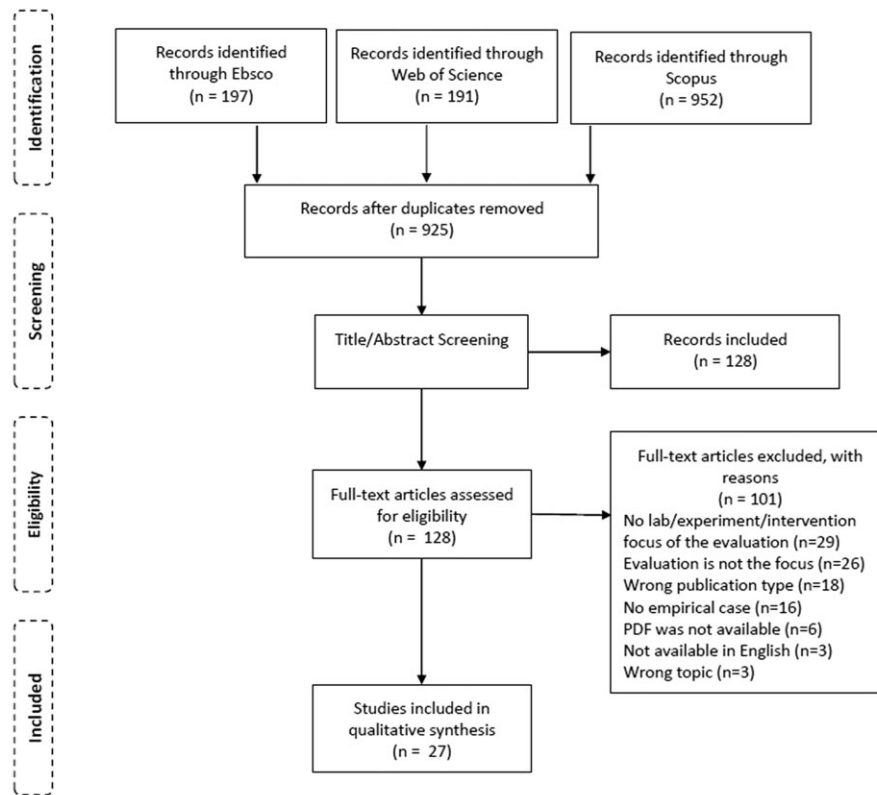 Identification
Records identified
through Ebsco
(n = 197)
Records identified through
Web of Science
(n = 191)
Records identified through
Scopus
(n = 952)
Records after duplicates removed
(n = 925)
Screening
Title/Abstract Screening
Records included
(n = 128)
Eligibility
Full-text articles assessed
for eligibility
(n = 128)
Full-text articles excluded, with
reasons
(n = 101)
No lab/experiment/intervention
focus of the evaluation (n=29)
Evaluation is not the focus (n=26)
Wrong publication type (n=18)
No empirical case (n=16)
PDF was not available (n=6)
Not available in English (n=3)
Wrong topic (n=3)
Included
Studies included in
qualitative synthesis
(n = 27)